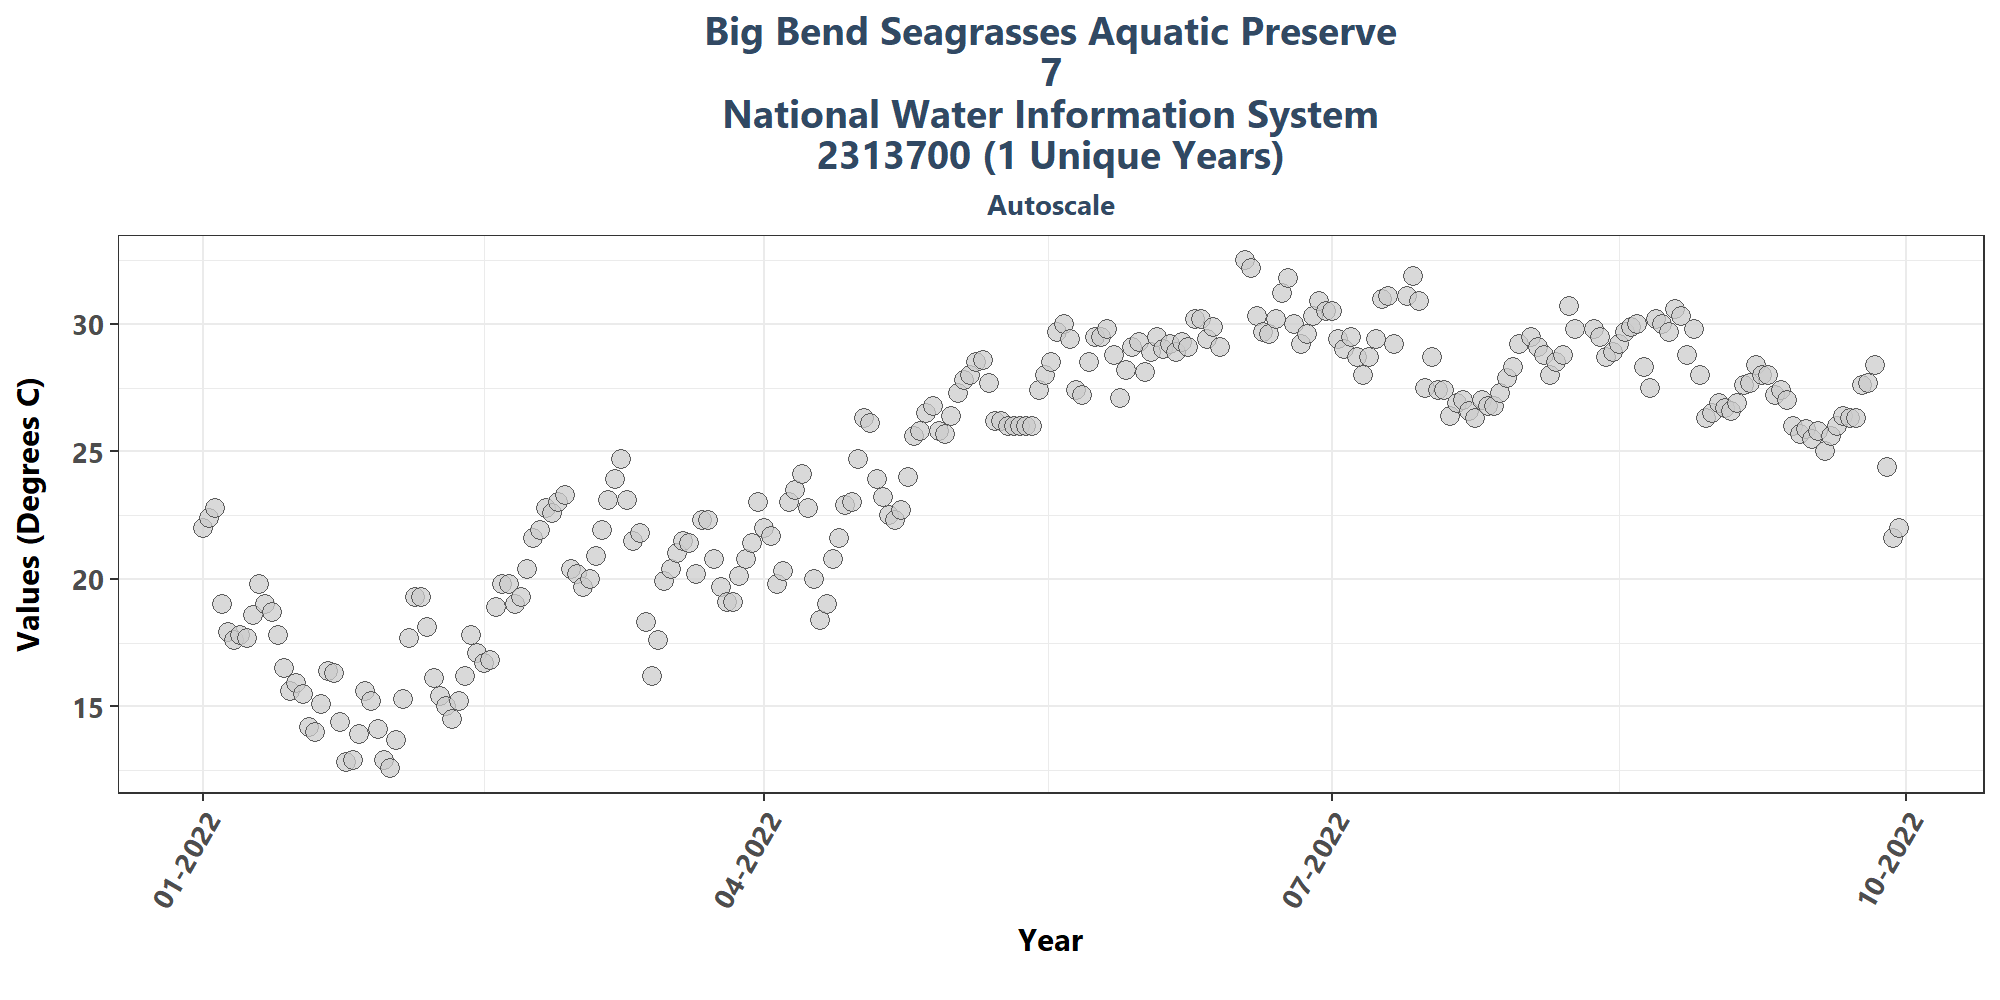 Big Bend Seagrasses Aquatic Preserve
7
National Water Information System
2313700 (1 Unique Years)
Autoscale
Values (Degrees C)
30
25
20
15
01-2022
04-2022
07-2022
10-2022
Year